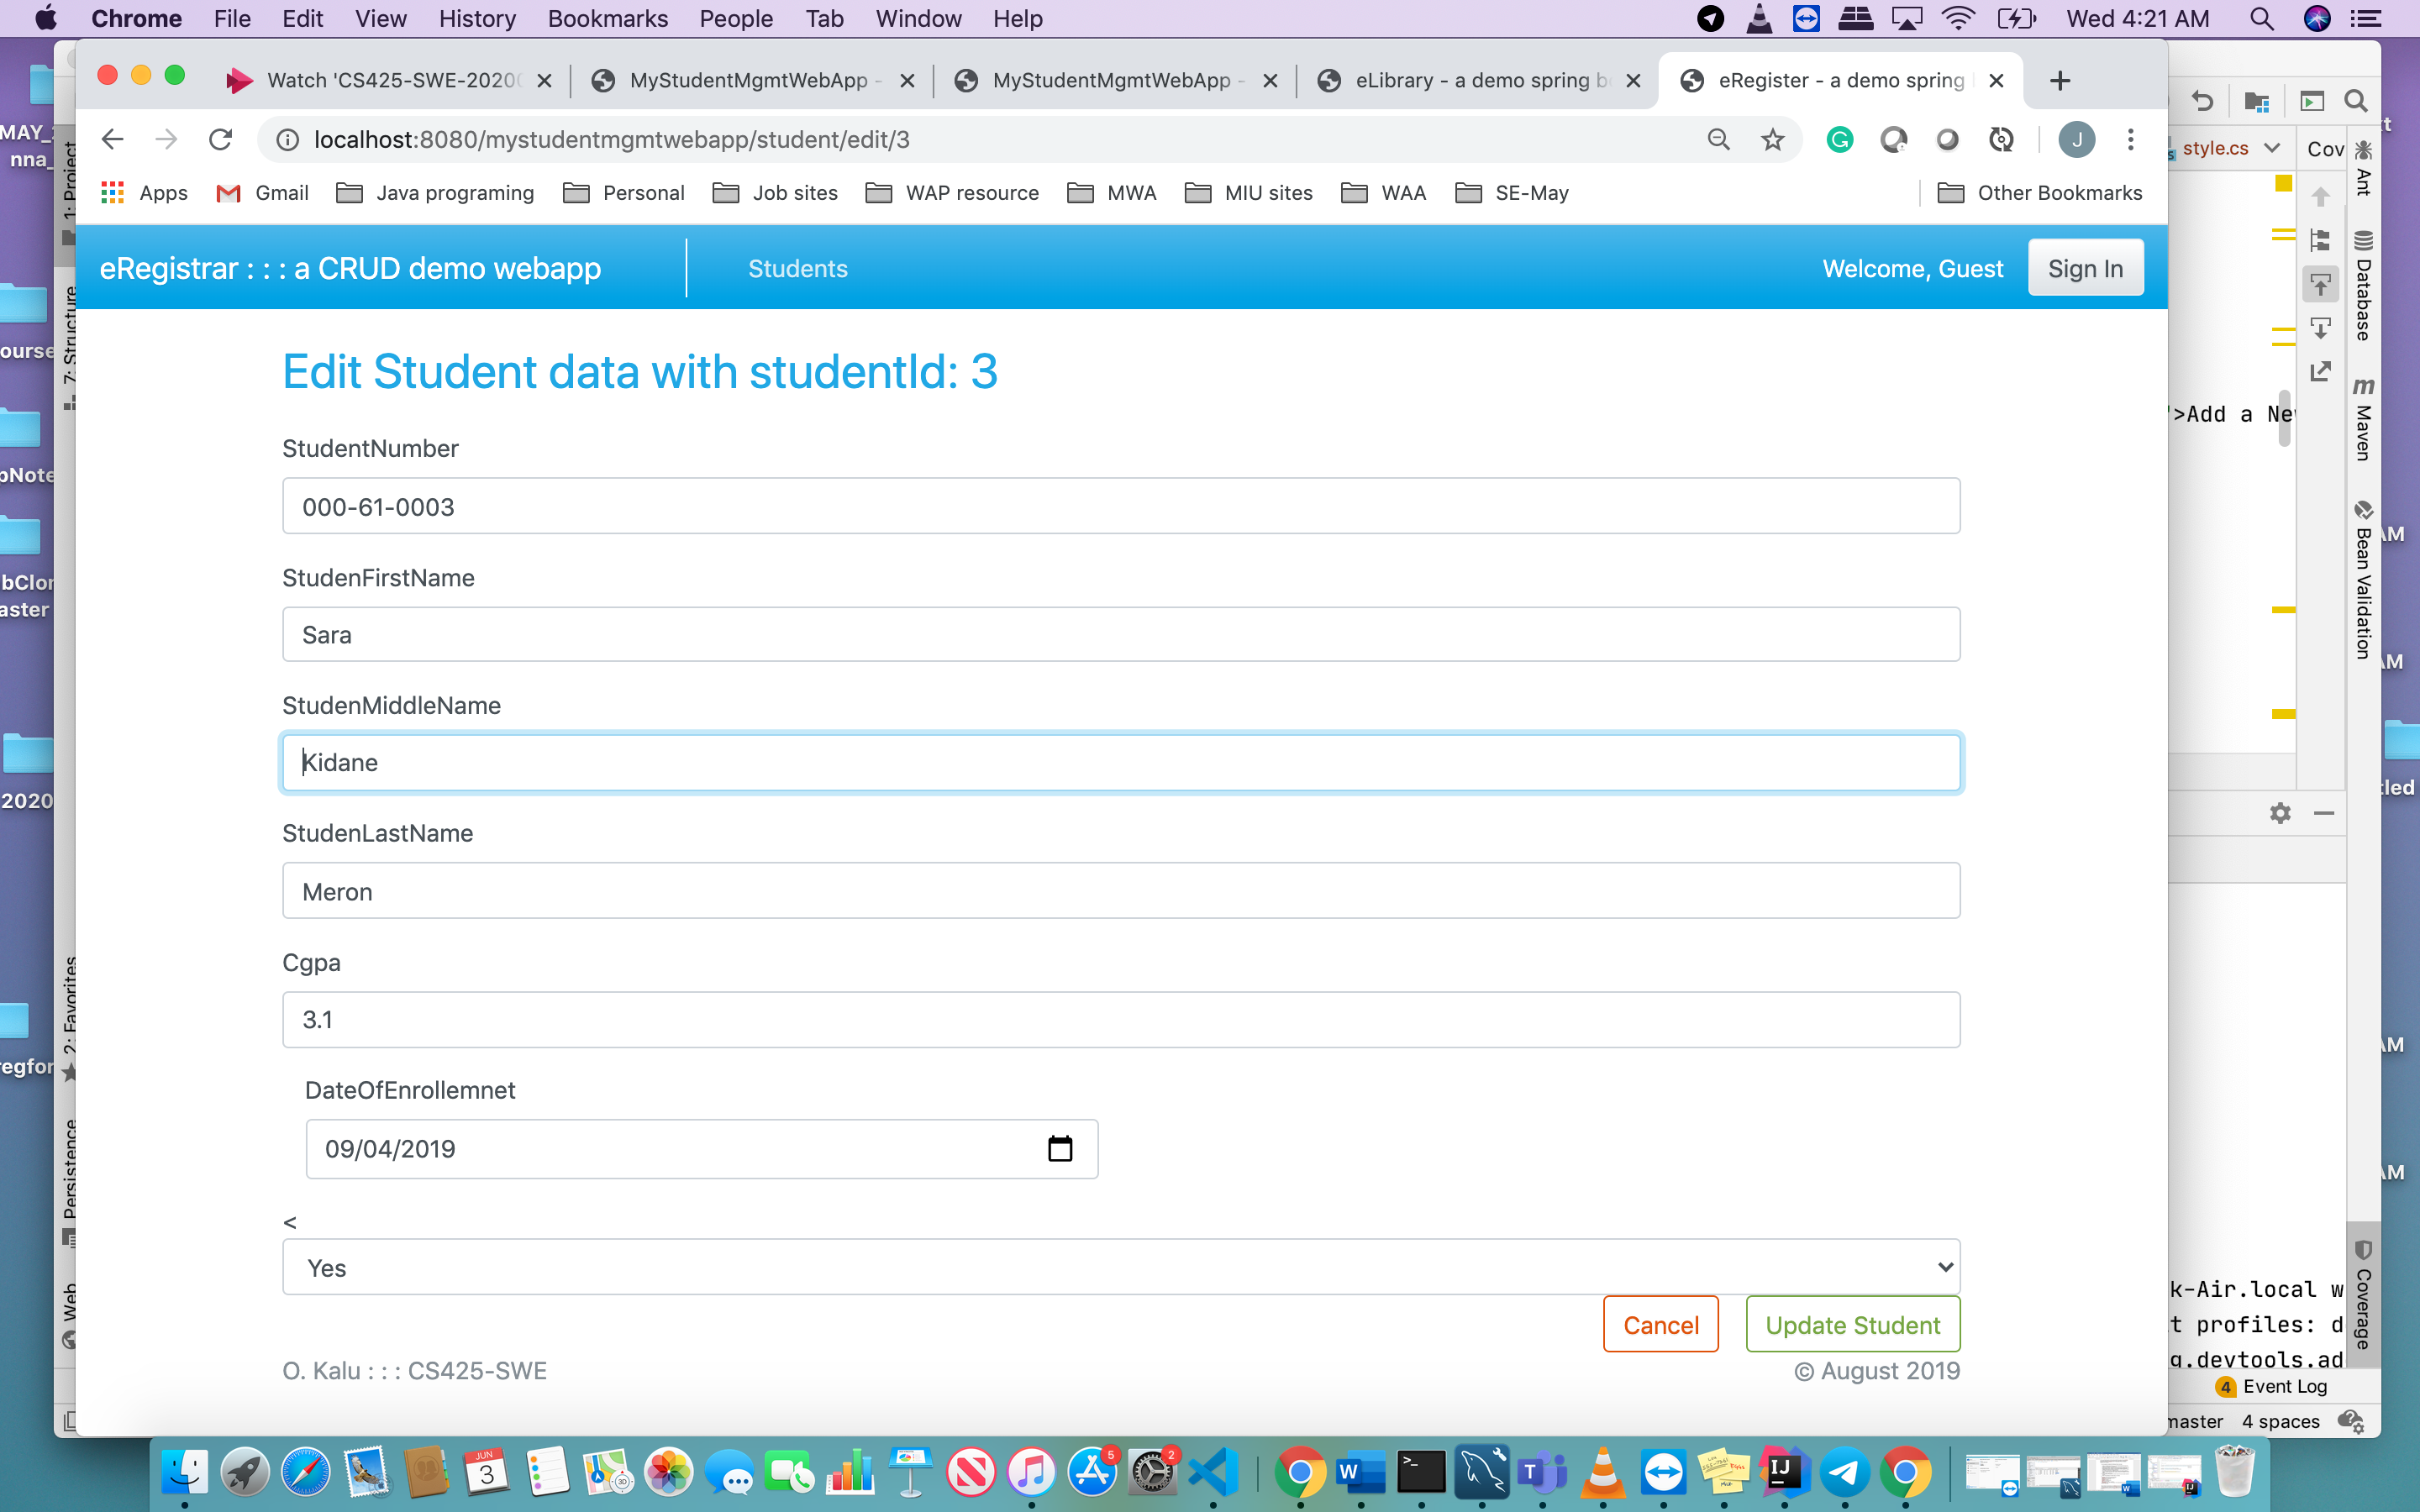 Chrome File Edit View History Bookmarks People Tab Window Help Wed 4:21 AM
Watch 'CS425-SWE-2020 MyStudentMgmtWebApp - MyStudentMgmtWebApp - eLibrary - a demo spring b eRegister - a demo spring
localhost:8080/mystudentmgmtwebapp/student/edit/3 J
Apps Gmail Java programing Personal Job sites WAP resource MWA MIU sites WAA SE-May Other Bookmarks
eRegistrar : : : a CRUD demo webapp Students Welcome, Guest Sign In
Edit Student data with studentId: 3
StudentNumber
000-61-0003
StudenFirstName
Sara
StudenMiddleName
Kidane
StudenLastName
Meron
Cgpa
3.1
DateOfEnrollemnet
09/04/2019
<
Yes
Cancel Update Student
O. Kalu : : : CS425-SWE © August 2019
1: Project
7: Structure
2: Favorites
Persistence
Web
style.cs
Cov
">Add a Ne
Ant
Database
Maven
Bean Validation
Coverage
k-Air.local w
t profiles: d
g.devtools.ad
4 Event Log
master 4 spaces
MAY_
nna_
ourse
bNote
bClon
aster
2020
egfor
AM
AM
tled
AM
AM
JUN
3
5
2